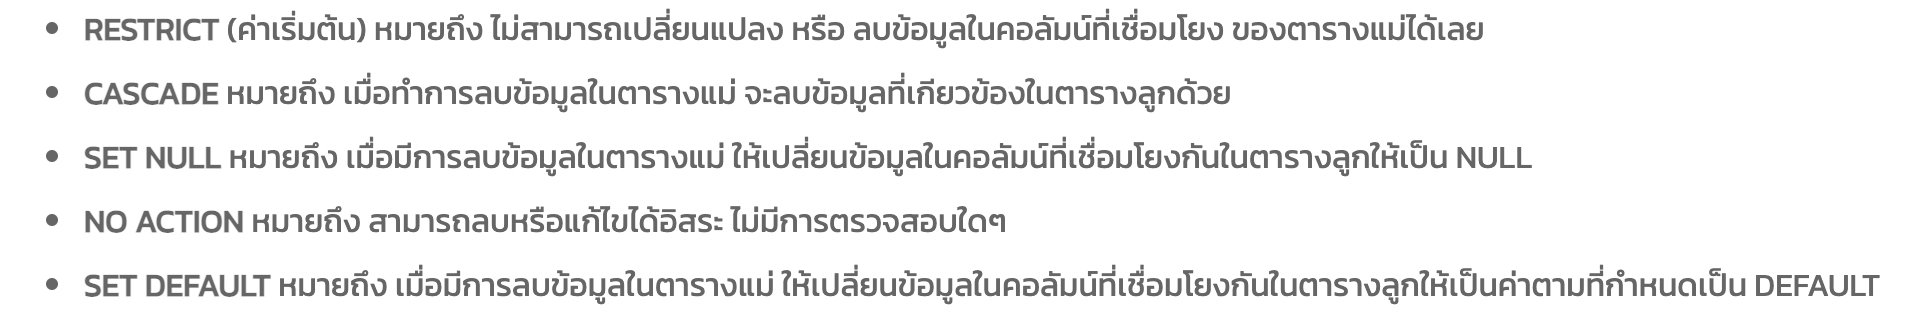 • RESTRICT (ค่าเริ่มต้น) หมายถึง ไม่สามารถเปลี่ยนแปลง หรือ ลบข้อมูลในคอลัมน์ที่เชื่อมโยง ของตารางแม่ได้เลย
• CASCADE หมายถึง เมื่อทำการลบข้อมูลในตารางแม่ จะลบข้อมูลที่เกียวข้องในตารางลูกด้วย
• SET NULL หมายถึง เมื่อมีการลบข้อมูลในตารางแม่ ให้เปลี่ยนข้อมูลในคอลัมน์ที่เชื่อมโยงกันในตารางลูกให้เป็น NULL
• NO ACTION หมายถึง สามารถลบหรือแก้ไขได้อิสระ ไม่มีการตรวจสอบใดๆ
• SET DEFAULT หมายถึง เมื่อมีการลบข้อมูลในตารางแม่ ให้เปลี่ยนข้อมูลในคอลัมน์ที่เชื่อมโยงกันในตารางลูกให้เป็นค่าตามที่กำหนดเป็น DEFAULT